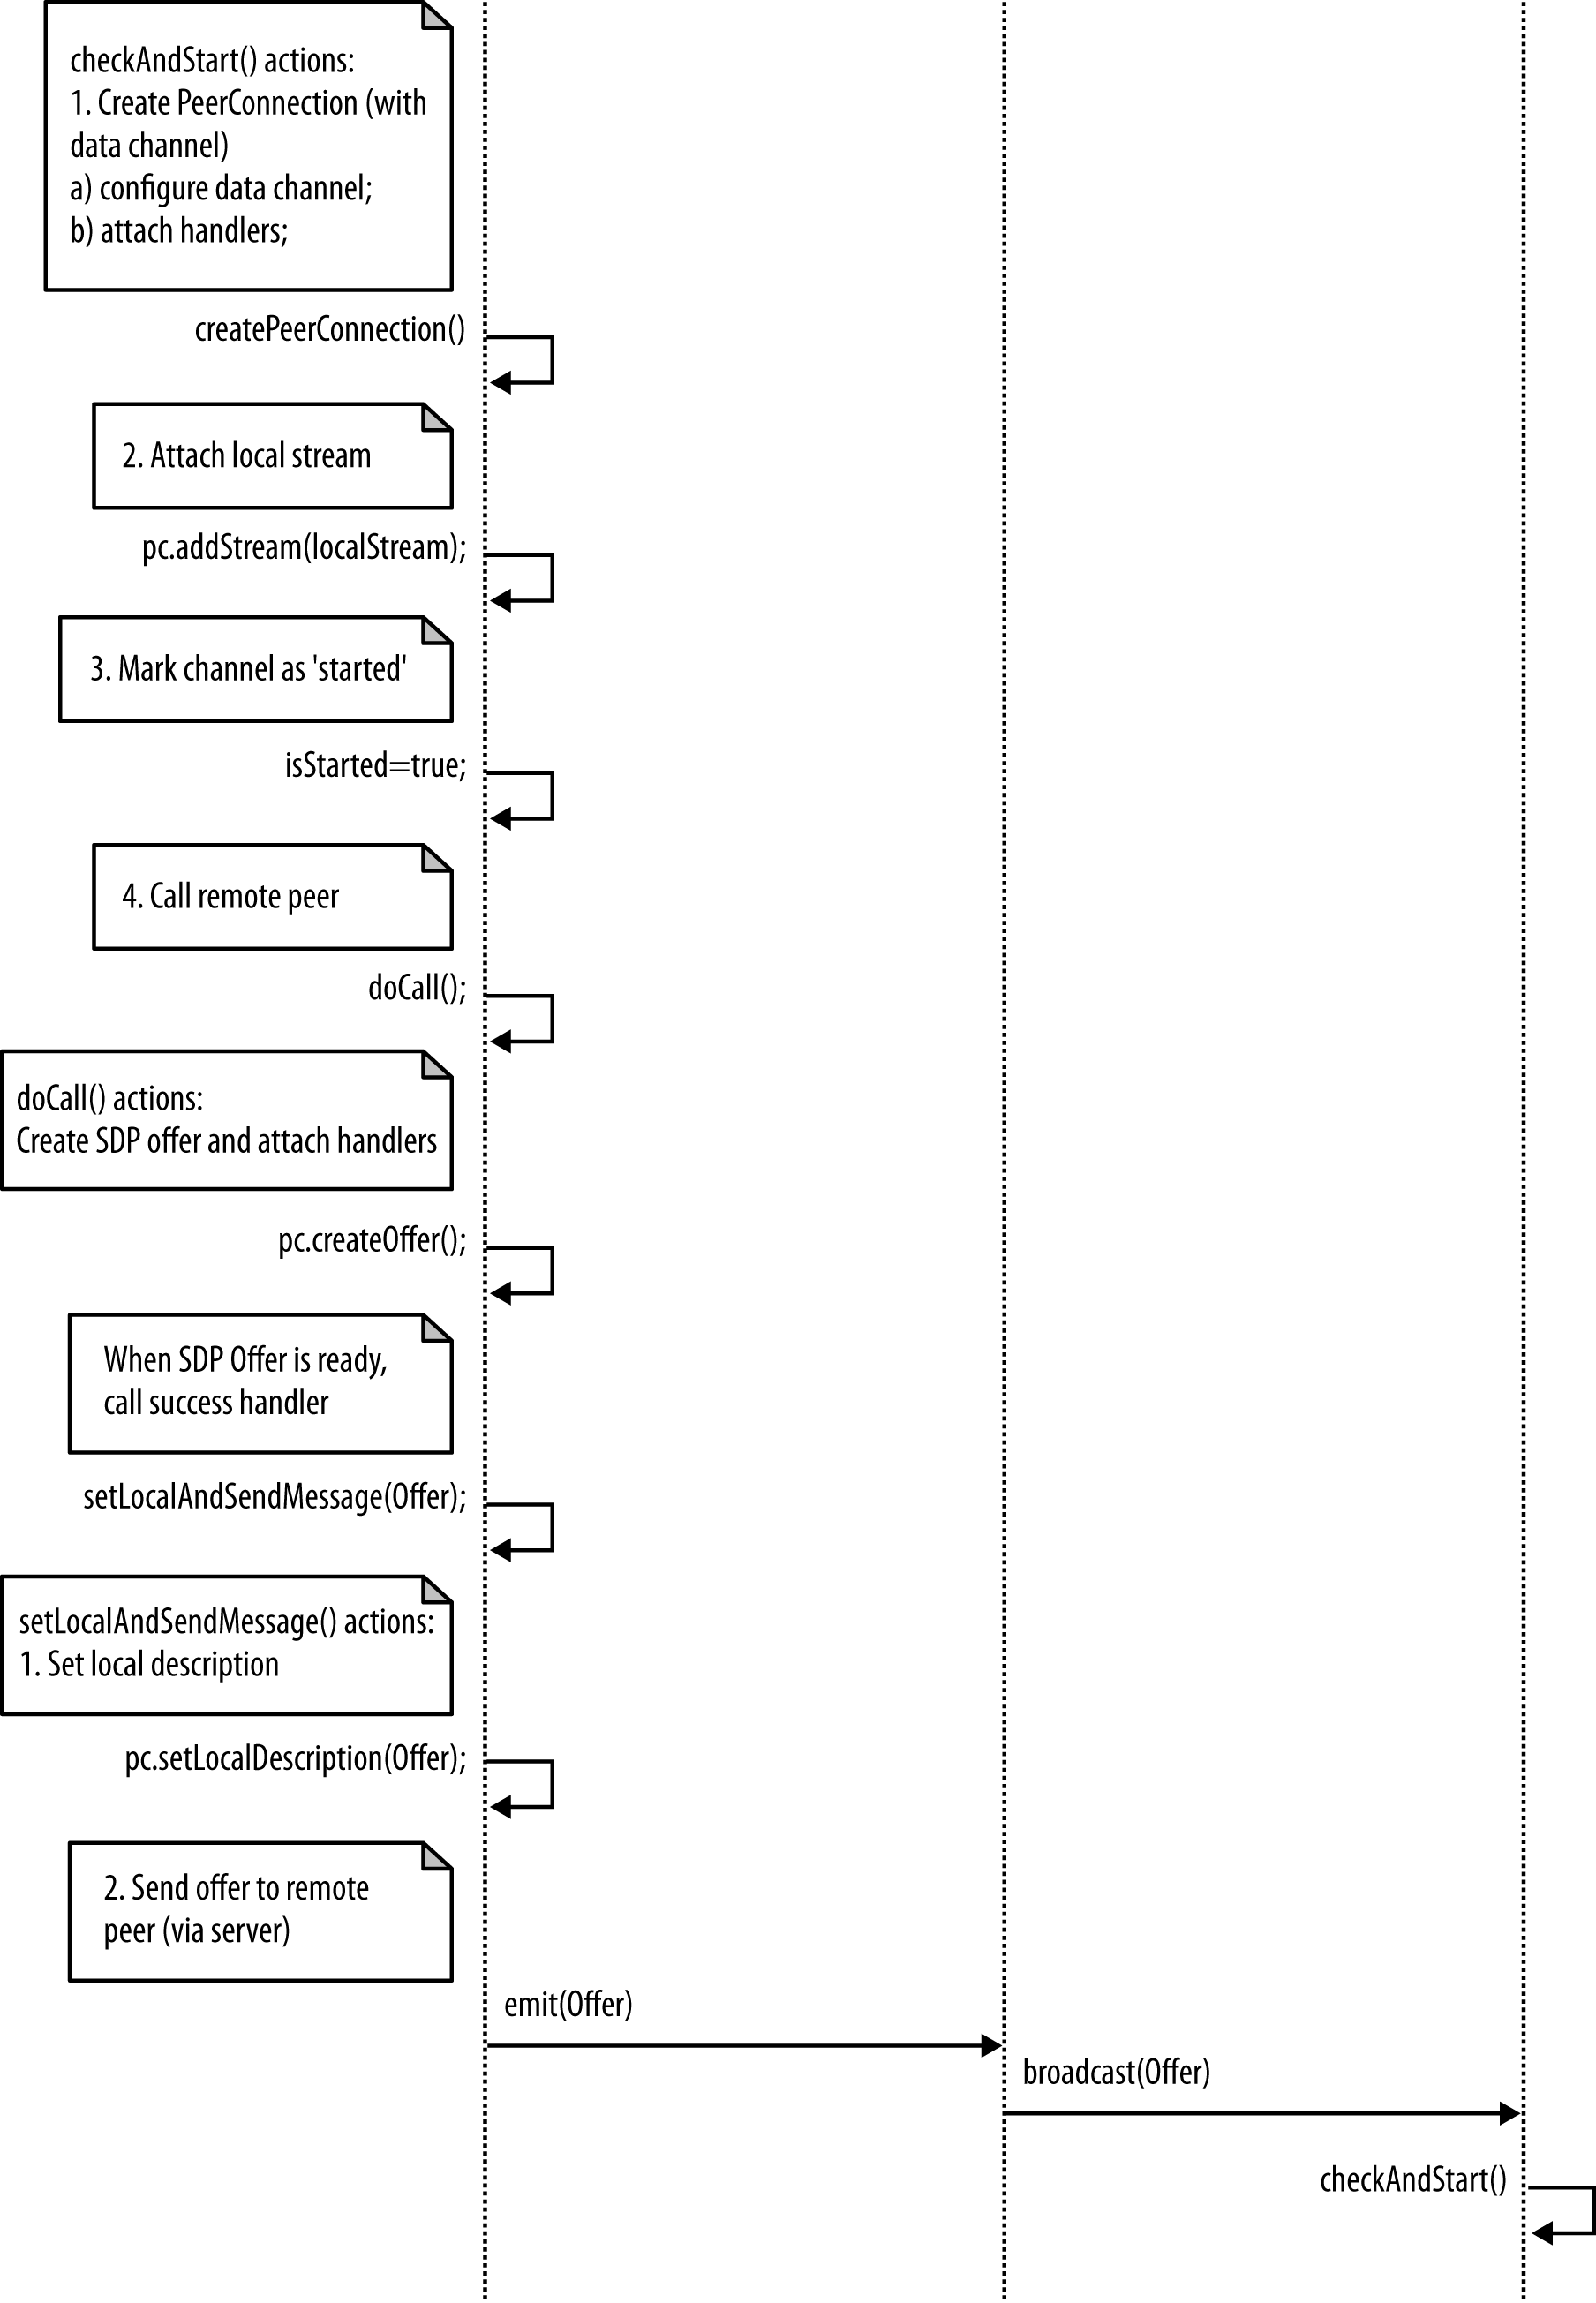 checkAndStart() actions:
1. Create PeerConnection (with
data channel)
a) configure data channel;
b) attach handlers;
createPeerConnection()
2. Attach local stream
pc.addStream(localStream);
3. Mark channel as 'started'
isStarted=true;
4. Call remote peer
doCall();
doCall() actions:
Create SDP offer and attach handlers
pc.createOffer();
When SDP Offer is ready,
call success handler
setLocalAndSendMessage(Offer);
setLocalAndSendMessage() actions:
1. Set local description
pc.setLocalDescription(Offer);
2. Send offer to remote
peer (via server)
emit(Offer)
broadcast(Offer)
checkAndStart()